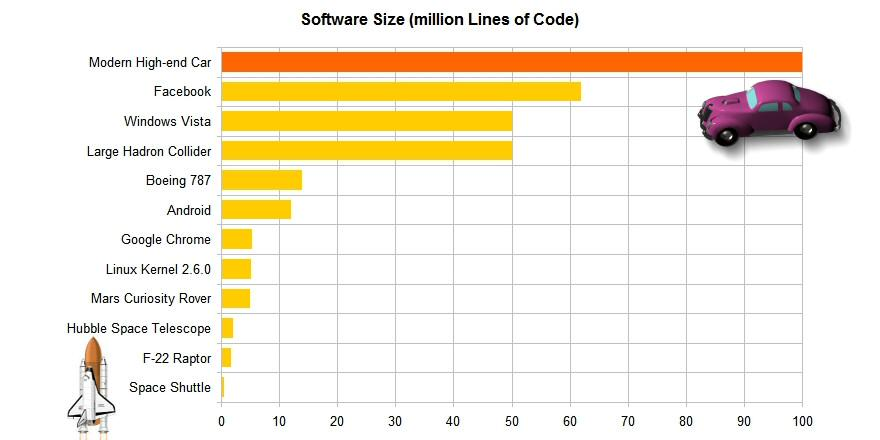 Software Size (million Lines of Code)
Modern High-end Car
Facebook
Windows Vista
Large Hadron Collider
Boeing 787
Android
Google Chrome
Linux Kernel 2.6.0
Mars Curiosity Rover
Hubble Space Telescope
F-22 Raptor
Space Shuttle
0 10 20 30 40 50 60 70 80 90 100